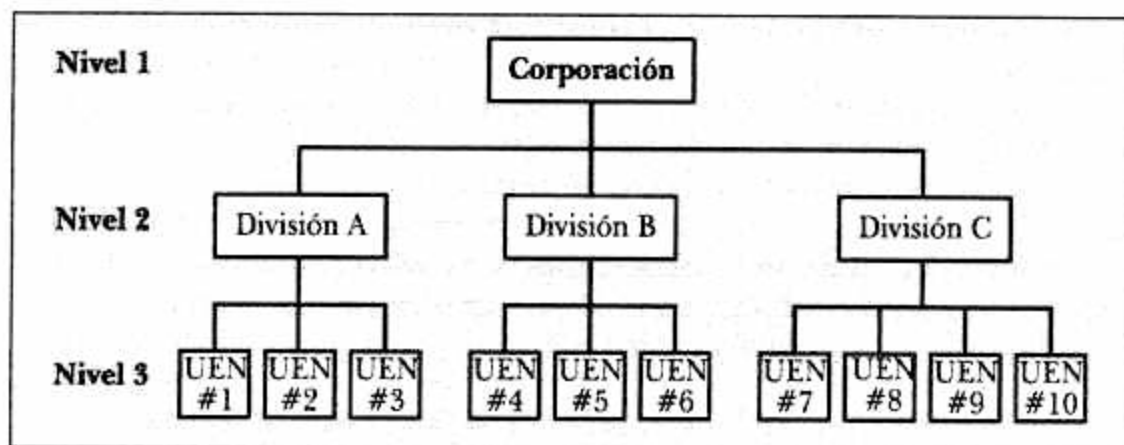 Nivel 1
Corporación
Nivel 2
División A
División B
División C
Nivel 3
UEN #1
UEN #2
UEN #3
UEN #4
UEN #5
UEN #6
UEN #7
UEN #8
UEN #9
UEN #10